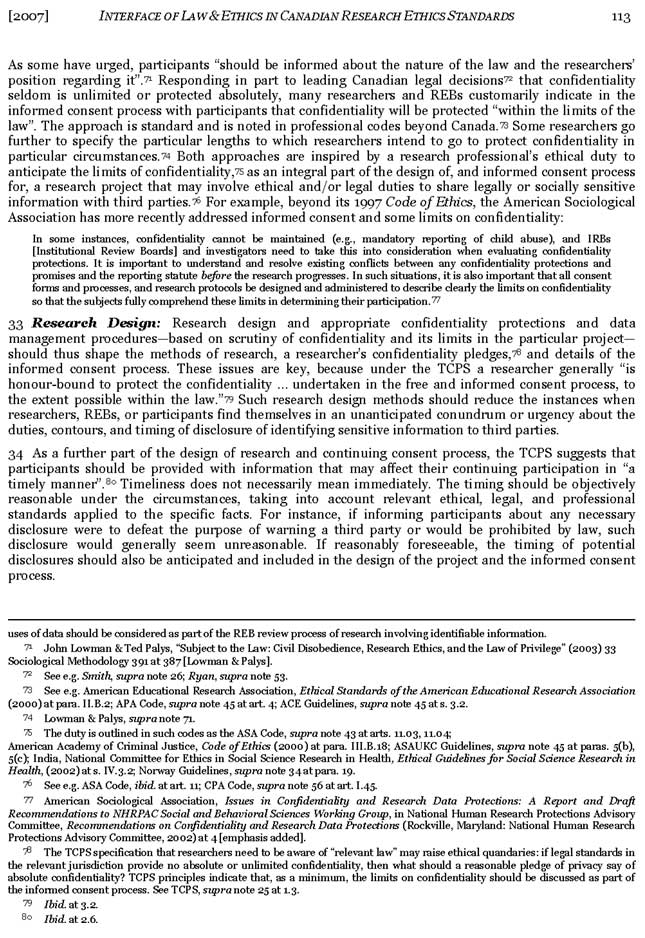 [2007] INTERFACE OF LAW & ETHICS IN CANADIAN RESEARCH ETHICS STANDARDS 113
As some have urged, participants “should be informed about the nature of the law and the researchers’
position regarding it”.71 Responding in part to leading Canadian legal decisions72 that confidentiality
seldom is unlimited or protected absolutely, many researchers and REBs customarily indicate in the
informed consent process with participants that confidentiality will be protected “within the limits of the
law”. The approach is standard and is noted in professional codes beyond Canada.73 Some researchers go
further to specify the particular lengths to which researchers intend to go to protect confidentiality in
particular circumstances.74 Both approaches are inspired by a research professional’s ethical duty to
anticipate the limits of confidentiality,75 as an integral part of the design of, and informed consent process
for, a research project that may involve ethical and/or legal duties to share legally or socially sensitive
information with third parties.76 For example, beyond its 1997 Code of Ethics, the American Sociological
Association has more recently addressed informed consent and some limits on confidentiality:
In some instances, confidentiality cannot be maintained (e.g., mandatory reporting of child abuse), and IRBs
[Institutional Review Boards] and investigators need to take this into consideration when evaluating confidentiality
protections. It is important to understand and resolve existing conflicts between any confidentiality protections and
promises and the reporting statute before the research progresses. In such situations, it is also important that all consent
forms and processes, and research protocols be designed and administered to describe clearly the limits on confidentiality
so that the subjects fully comprehend these limits in determining their participation.77
33 Research Design: Research design and appropriate confidentiality protections and data
management procedures—based on scrutiny of confidentiality and its limits in the particular project—
should thus shape the methods of research, a researcher’s confidentiality pledges,78 and details of the
informed consent process. These issues are key, because under the TCPS a researcher generally “is
honour-bound to protect the confidentiality ... undertaken in the free and informed consent process, to
the extent possible within the law.”79 Such research design methods should reduce the instances when
researchers, REBs, or participants find themselves in an unanticipated conundrum or urgency about the
duties, contours, and timing of disclosure of identifying sensitive information to third parties.
34 As a further part of the design of research and continuing consent process, the TCPS suggests that
participants should be provided with information that may affect their continuing participation in “a
timely manner”.80 Timeliness does not necessarily mean immediately. The timing should be objectively
reasonable under the circumstances, taking into account relevant ethical, legal, and professional
standards applied to the specific facts. For instance, if informing participants about any necessary
disclosure were to defeat the purpose of warning a third party or would be prohibited by law, such
disclosure would generally seem unreasonable. If reasonably foreseeable, the timing of potential
disclosures should also be anticipated and included in the design of the project and the informed consent
process.
uses of data should be considered as part of the REB review process of research involving identifiable information.
71 John Lowman & Ted Palys, “Subject to the Law: Civil Disobedience, Research Ethics, and the Law of Privilege” (2003) 33
Sociological Methodology 391 at 387 [Lowman & Palys].
72 See e.g. Smith, supra note 26; Ryan, supra note 53.
73 See e.g. American Educational Research Association, Ethical Standards of the American Educational Research Association
(2000) at para. II.B.2; APA Code, supra note 45 at art. 4; ACE Guidelines, supra note 45 at s. 3.2.
74 Lowman & Palys, supra note 71.
75 The duty is outlined in such codes as the ASA Code, supra note 43 at arts. 11.03, 11.04;
American Academy of Criminal Justice, Code of Ethics (2000) at para. III.B.18; ASAUKC Guidelines, supra note 45 at paras. 5(b),
5(c); India, National Committee for Ethics in Social Science Research in Health, Ethical Guidelines for Social Science Research in
Health, (2002) at s. IV.3.2; Norway Guidelines, supra note 34 at para. 19.
76 See e.g. ASA Code, ibid. at art. 11; CPA Code, supra note 56 at art. I.45.
77 American Sociological Association, Issues in Confidentiality and Research Data Protections: A Report and Draft
Recommendations to NHRPAC Social and Behavioral Sciences Working Group, in National Human Research Protections Advisory
Committee, Recommendations on Confidentiality and Research Data Protections (Rockville, Maryland: National Human Research
Protections Advisory Committee, 2002) at 4 [emphasis added].
78 The TCPS specification that researchers need to be aware of “relevant law” may raise ethical quandaries: if legal standards in
the relevant jurisdiction provide no absolute or unlimited confidentiality, then what should a reasonable pledge of privacy say of
absolute confidentiality? TCPS principles indicate that, as a minimum, the limits on confidentiality should be discussed as part of
the informed consent process. See TCPS, supra note 25 at 1.3.
79 Ibid. at 3.2.
80 Ibid. at 2.6.